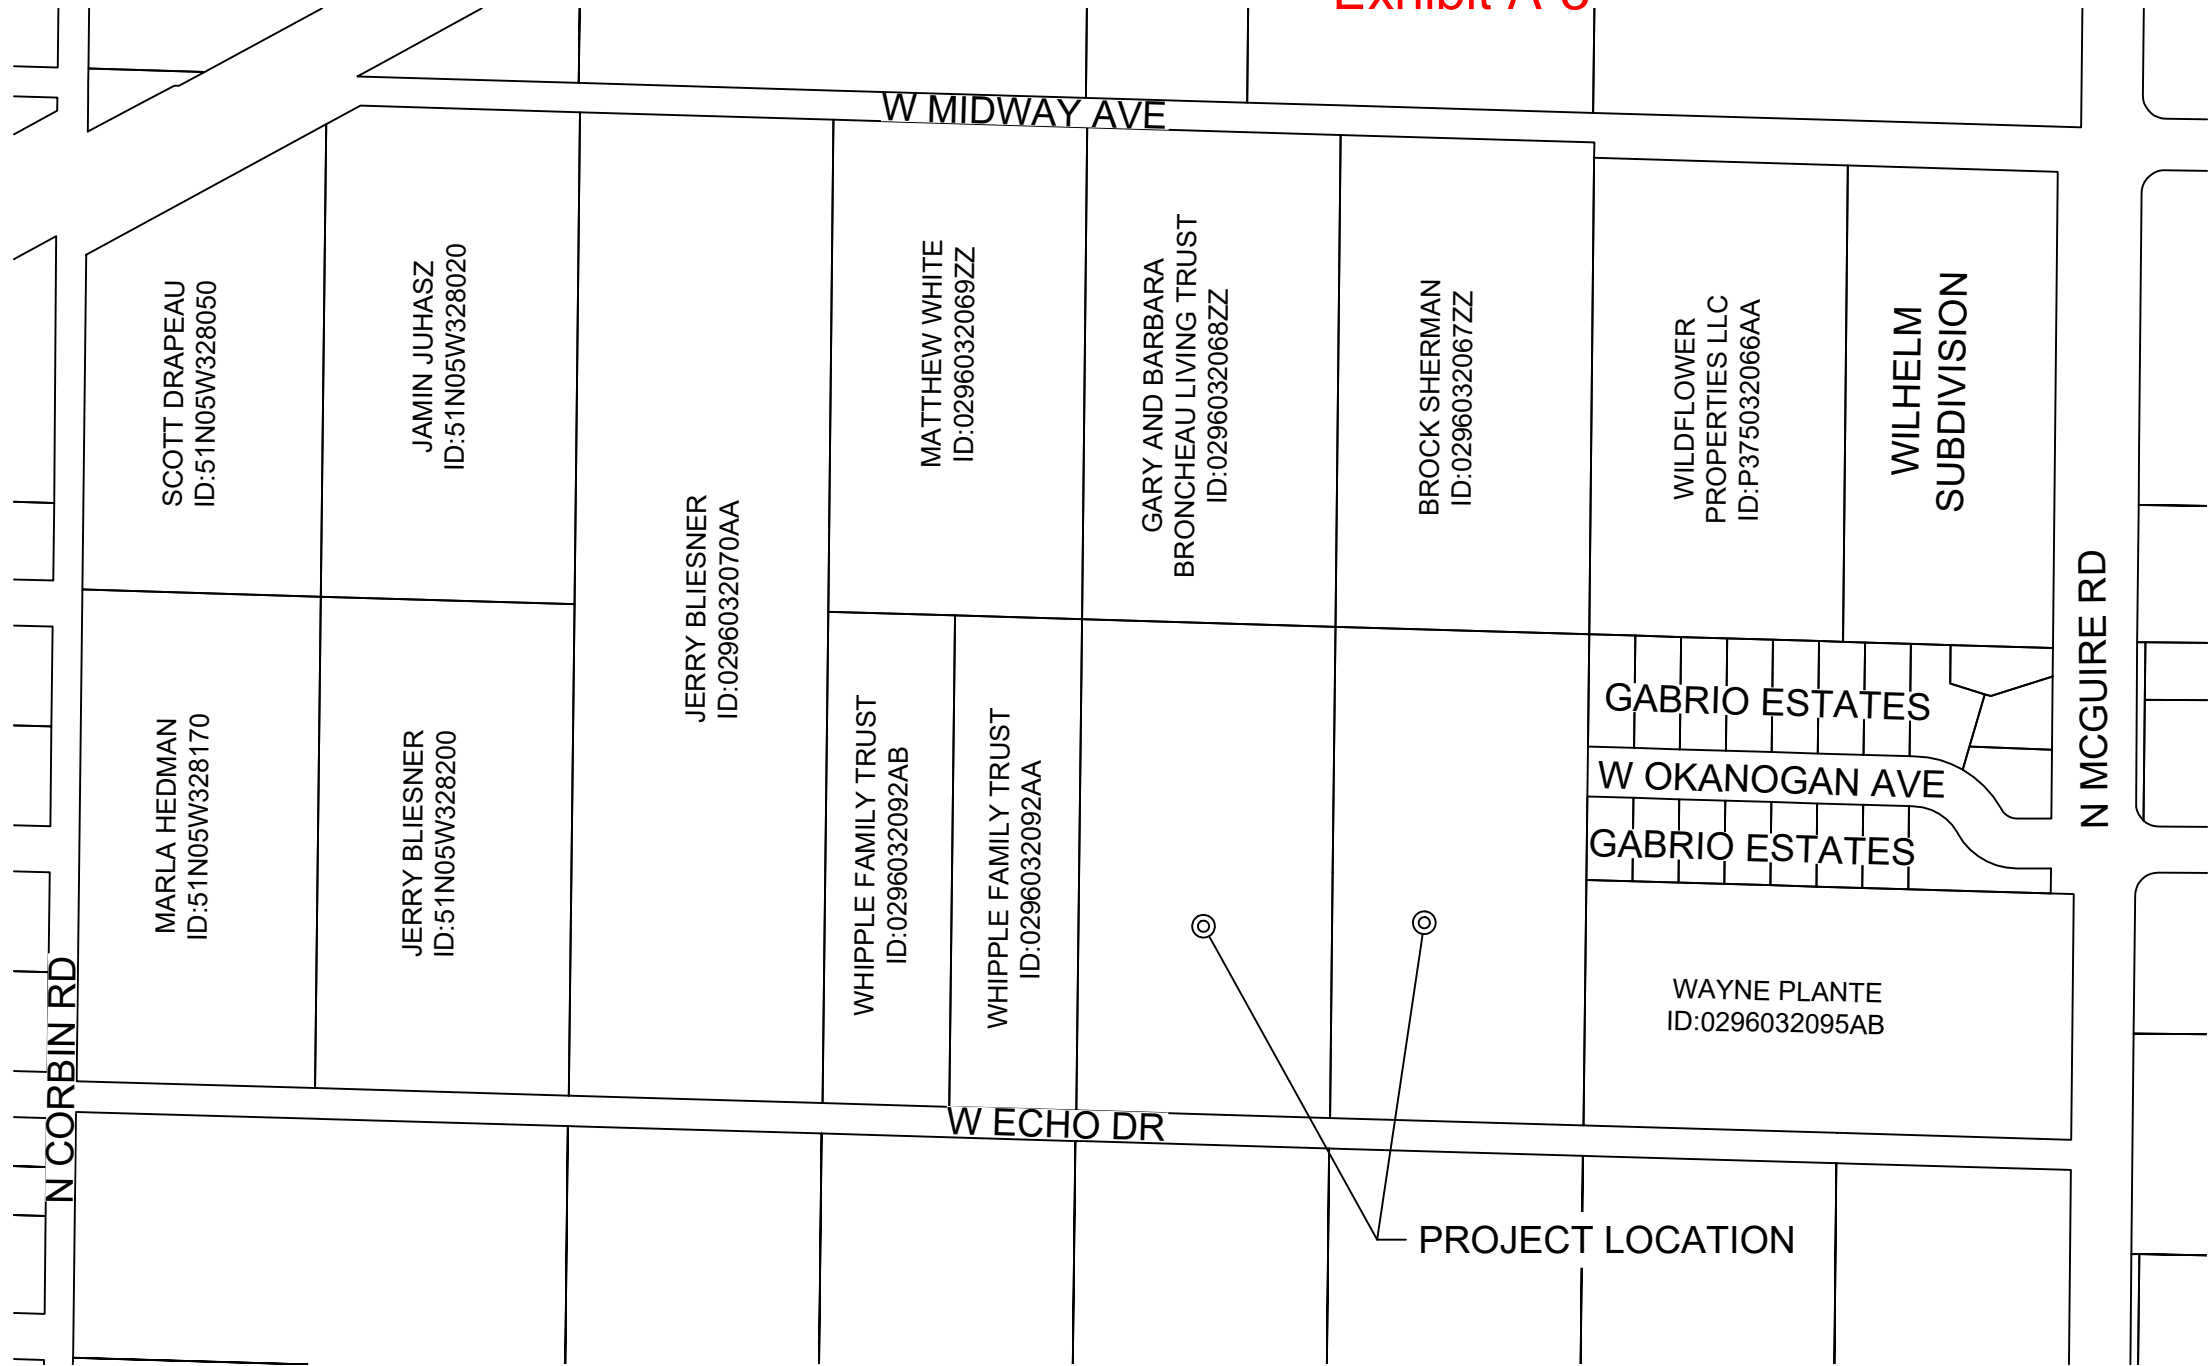 Exhibit A-3
W MIDWAY AVE
SCOTT DRAPEAU
ID:51N05W328050
JAMIN JUHASZ
ID:51N05W328020
JERRY BLIESNER
ID:0296032070AA
MATTHEW WHITE
ID:0296032069ZZ
GARY AND BARBARA
BRONCHEAU LIVING TRUST
ID:0296032068ZZ
BROCK SHERMAN
ID:0296032067ZZ
WILDFLOWER
PROPERTIES LLC
ID:P375032066AA
WILHELM
SUBDIVISION
N MCGUIRE RD
MARLA HEDMAN
ID:51N05W328170
JERRY BLIESNER
ID:51N05W328200
WHIPPLE FAMILY TRUST
ID:0296032092AB
WHIPPLE FAMILY TRUST
ID:0296032092AA
GABRIO ESTATES
W OKANOGAN AVE
GABRIO ESTATES
WAYNE PLANTE
ID:0296032095AB
N CORBIN RD
W ECHO DR
PROJECT LOCATION